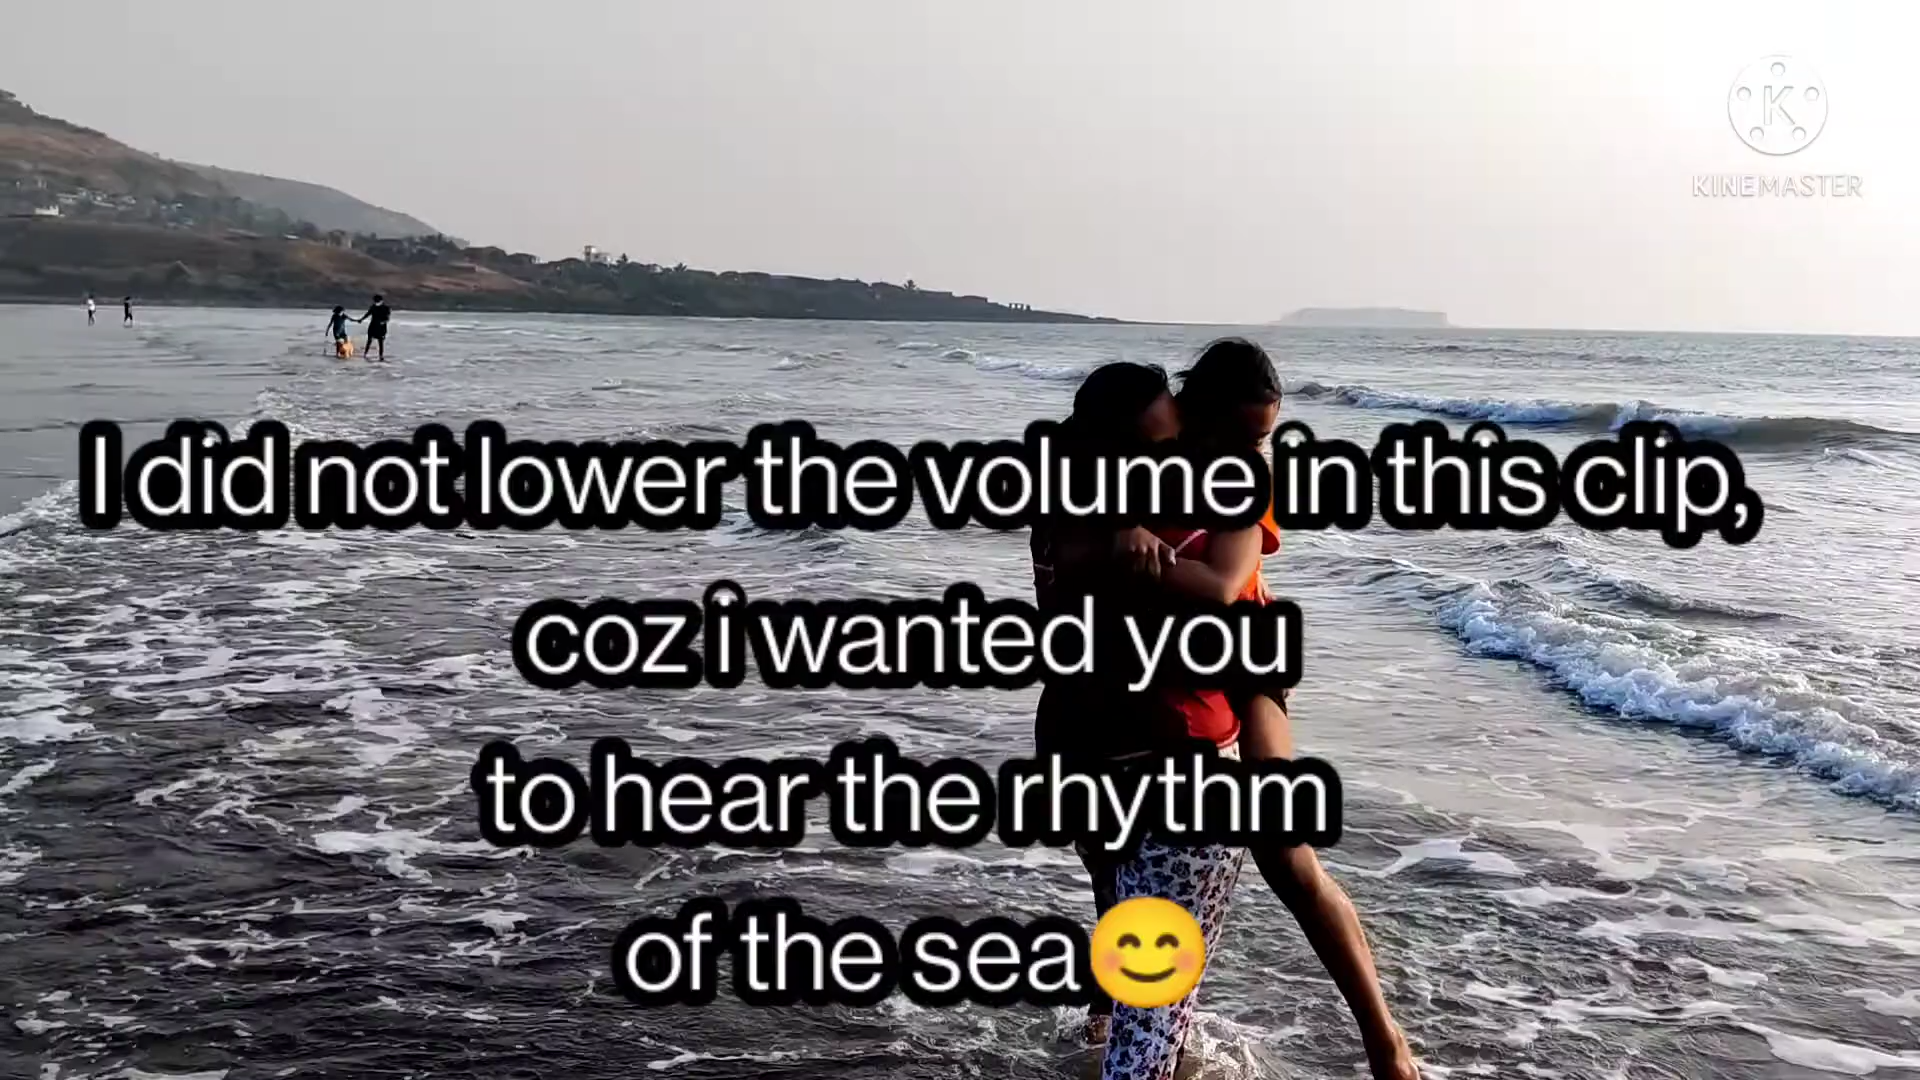 KINEMASTER
I did not lower the volume in this clip,
coz i wanted you
to hear the rhythm
of the sea😊